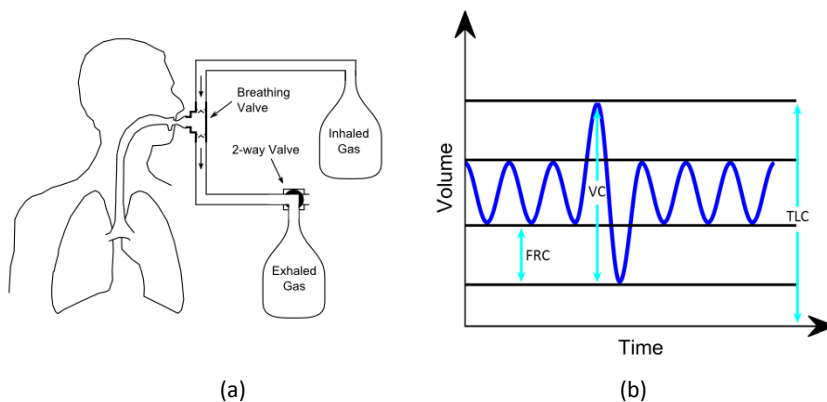 Breathing
Valve
Inhaled
Gas
2-way Valve
Exhaled
Gas
(a)
Volume
VC
TLC
FRC
Time
(b)